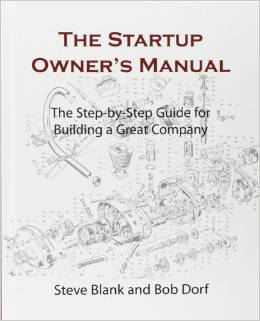 THE STARTUP
OWNER'S MANUAL
The Step-by-Step Guide for
Building a Great Company
Steve Blank and Bob Dorf